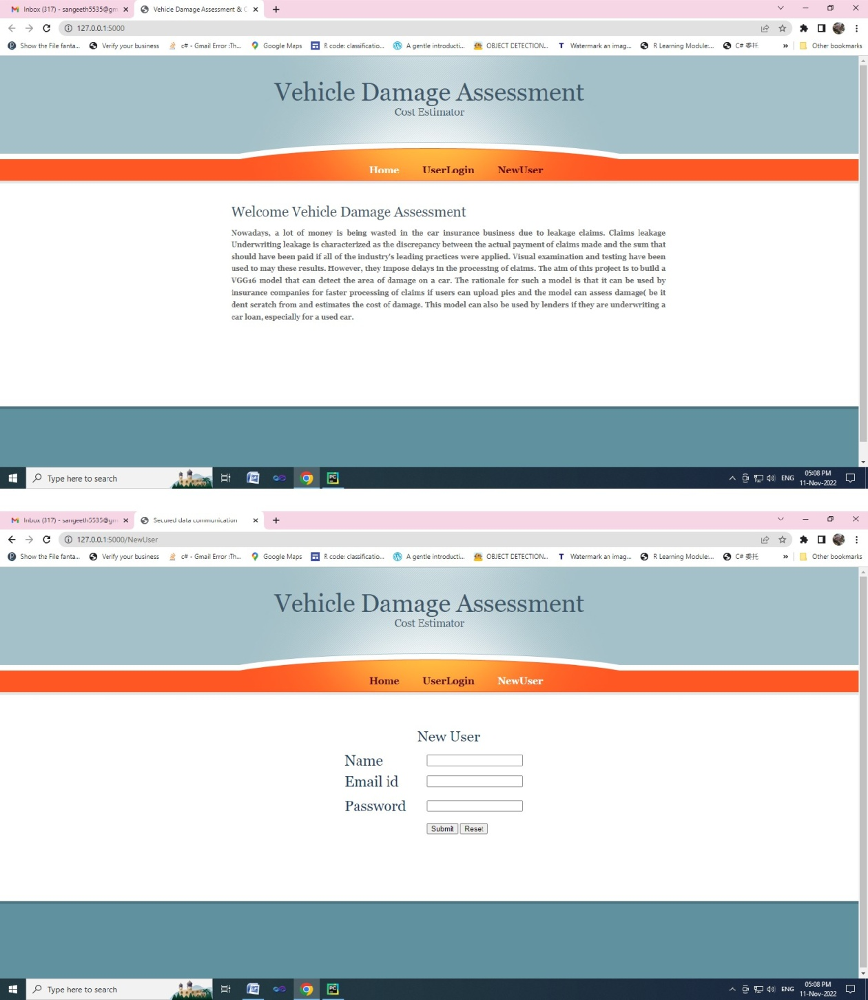 Inbox (317) - sangeeth5535@gm
Vehicle Damage Assessment & C
127.0.0.1:5000
Show the File fanta...
Verify your business
c# - Gmail Error :Th...
Google Maps
R code: classificatio...
A gentle introducti...
OBJECT DETECTION...
Watermark an imag...
R Learning Module:...
C# 委托
»
Other bookmarks
Vehicle Damage Assessment
Cost Estimator
Home UserLogin NewUser
Welcome Vehicle Damage Assessment
Nowadays, a lot of money is being wasted in the car insurance business due to leakage claims. Claims leakage
Underwriting leakage is characterized as the discrepancy between the actual payment of claims made and the sum that
should have been paid if all of the industry's leading practices were applied. Visual examination and testing have been
used to may these results. However, they impose delays in the processing of claims. The aim of this project is to build a
VGG16 model that can detect the area of damage on a car. The rationale for such a model is that it can be used by
insurance companies for faster processing of claims if users can upload pics and the model can assess damage( be it
dent scratch from and estimates the cost of damage. This model can also be used by lenders if they are underwriting a
car loan, especially for a used car.
Type here to search
ENG
05:08 PM
11-Nov-2022
Inbox (317) - sangeeth5535@gm
Secured data communication
127.0.0.1:5000/NewUser
Show the File fanta...
Verify your business
c# - Gmail Error :Th...
Google Maps
R code: classificatio...
A gentle introducti...
OBJECT DETECTION...
Watermark an imag...
R Learning Module:...
C# 委托
»
Other bookmarks
Vehicle Damage Assessment
Cost Estimator
Home UserLogin NewUser
New User
Name
Email id
Password
Submit Reset
Type here to search
ENG
05:08 PM
11-Nov-2022